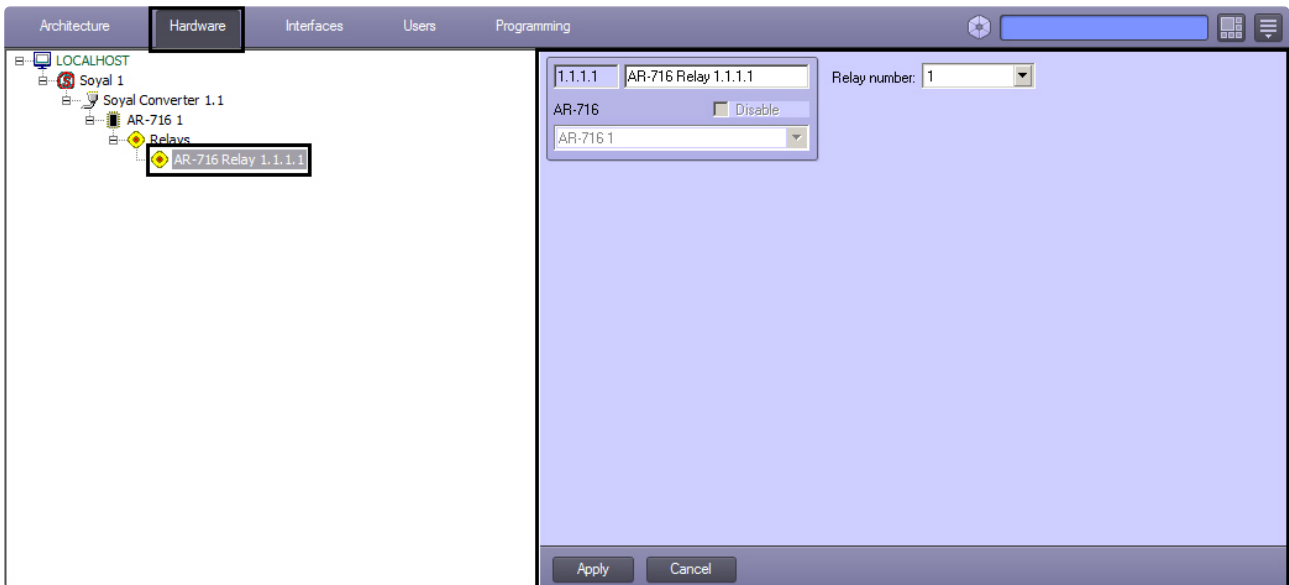 Architecture Hardware Interfaces Users Programming
LOCALHOST
Soyal 1
Soyal Converter 1.1
AR-716 1
Relays
AR-716 Relay 1.1.1.1
1.1.1.1 AR-716 Relay 1.1.1.1 Relay number: 1
AR-716 Disable
AR-716 1
Apply Cancel